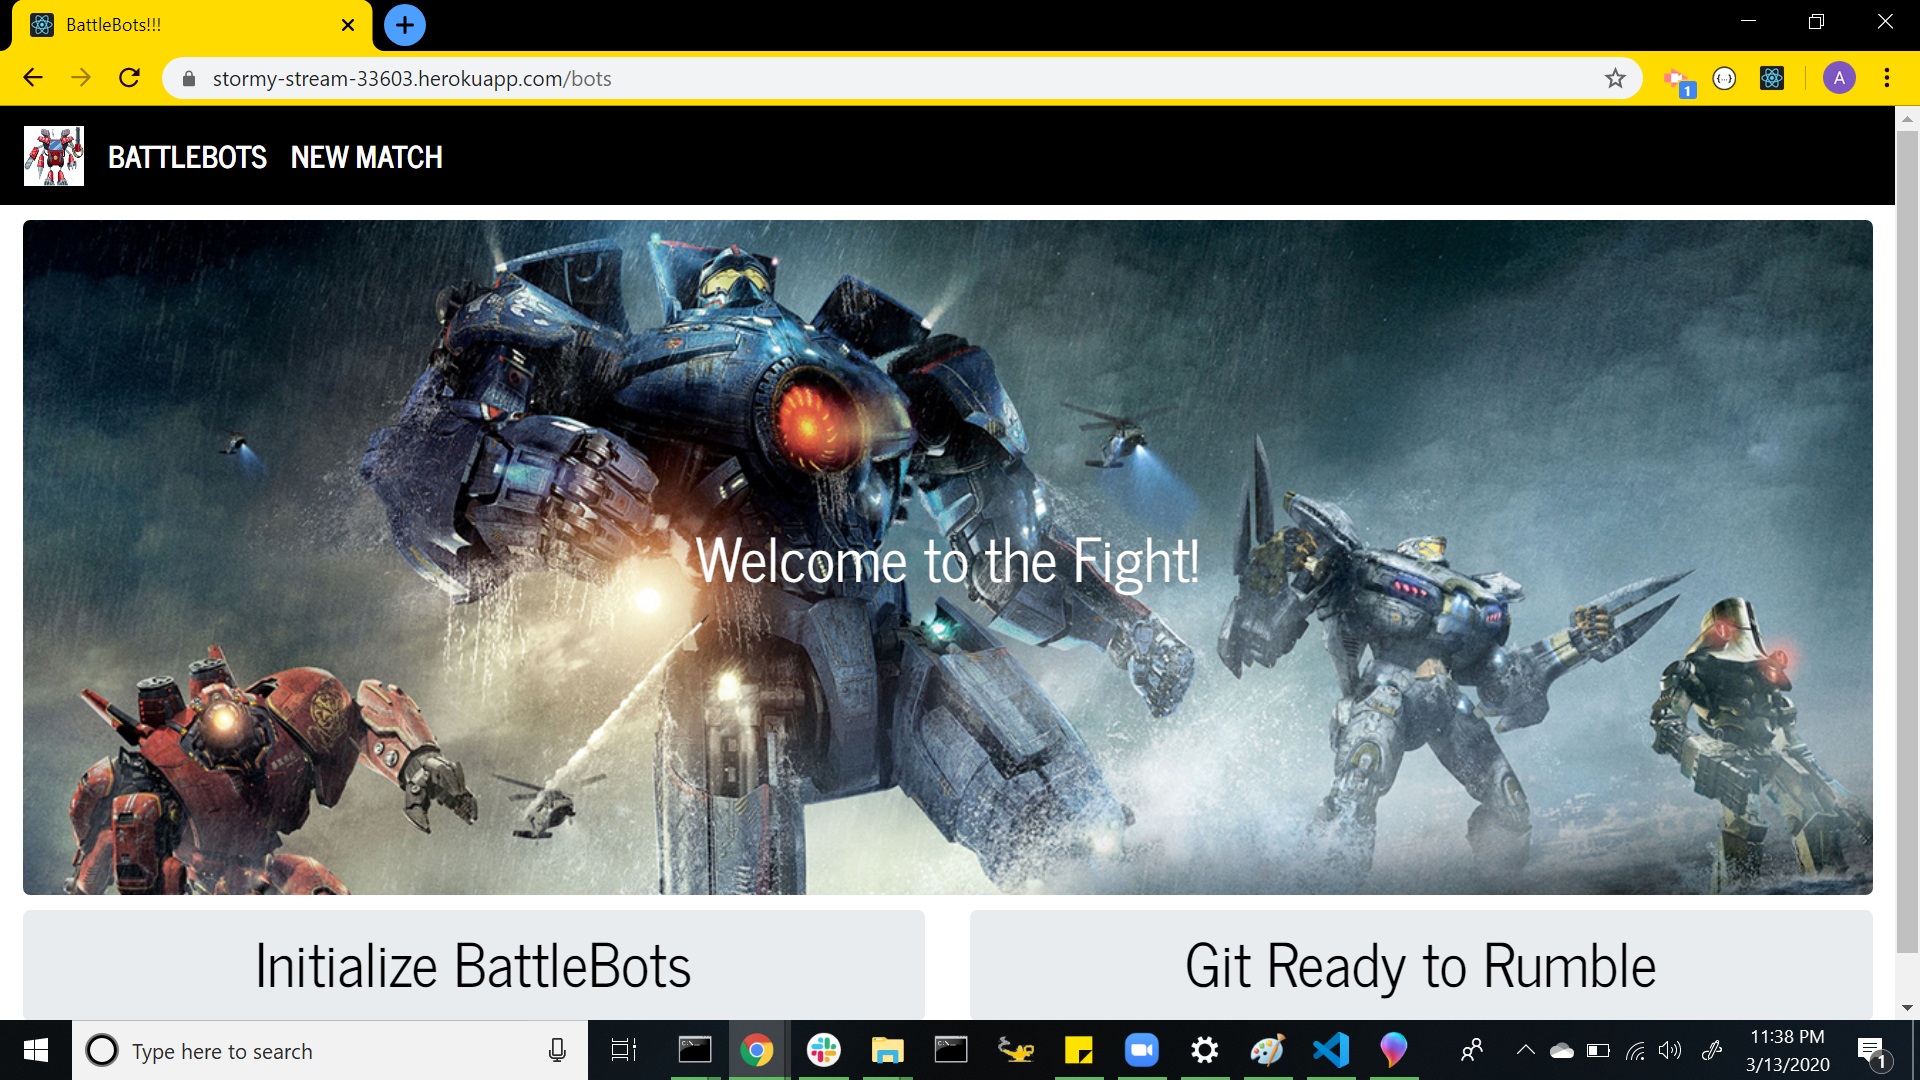 BattleBots!!!
stormy-stream-33603.herokuapp.com/bots
1
A
BATTLEBOTS NEW MATCH
Welcome to the Fight!
Initialize BattleBots
Git Ready to Rumble
Type here to search
11:38 PM
3/13/2020
1